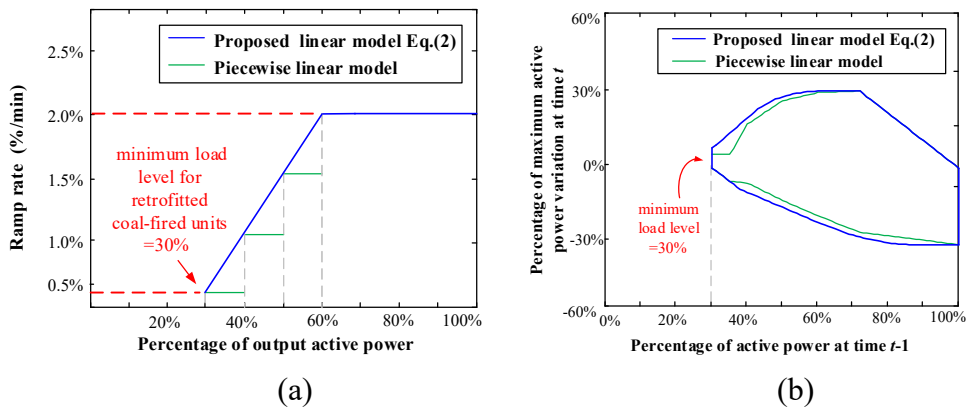 Proposed linear model Eq.(2)
Piecewise linear model
2.5%
2.0%
1.5%
1.0%
0.5%
Ramp rate (%/min)
minimum load
level for
retrofitted
coal-fired units
=30%
20% 40% 60% 80% 100%
Percentage of output active power
(a)
Proposed linear model Eq.(2)
Piecewise linear model
60%
30%
0%
-30%
-60%
Percentage of maximum active
power variation at time t
minimum
load level
=30%
0% 20% 40% 60% 80% 100%
Percentage of active power at time t-1
(b)